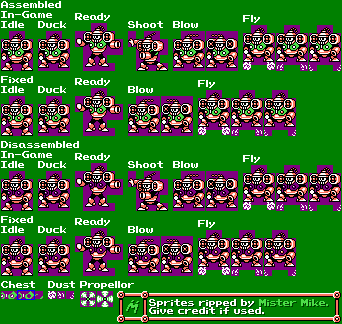 Assembled
In-Game
Idle Duck Ready Shoot Blow Fly
Fixed
Idle Duck Ready Blow Fly
Disassembled
In-Game
Idle Duck Ready Shoot Blow Fly
Fixed
Idle Duck Ready Blow Fly
Chest Dust Propellor
Sprites ripped by Mister Mike.
Give credit if used.